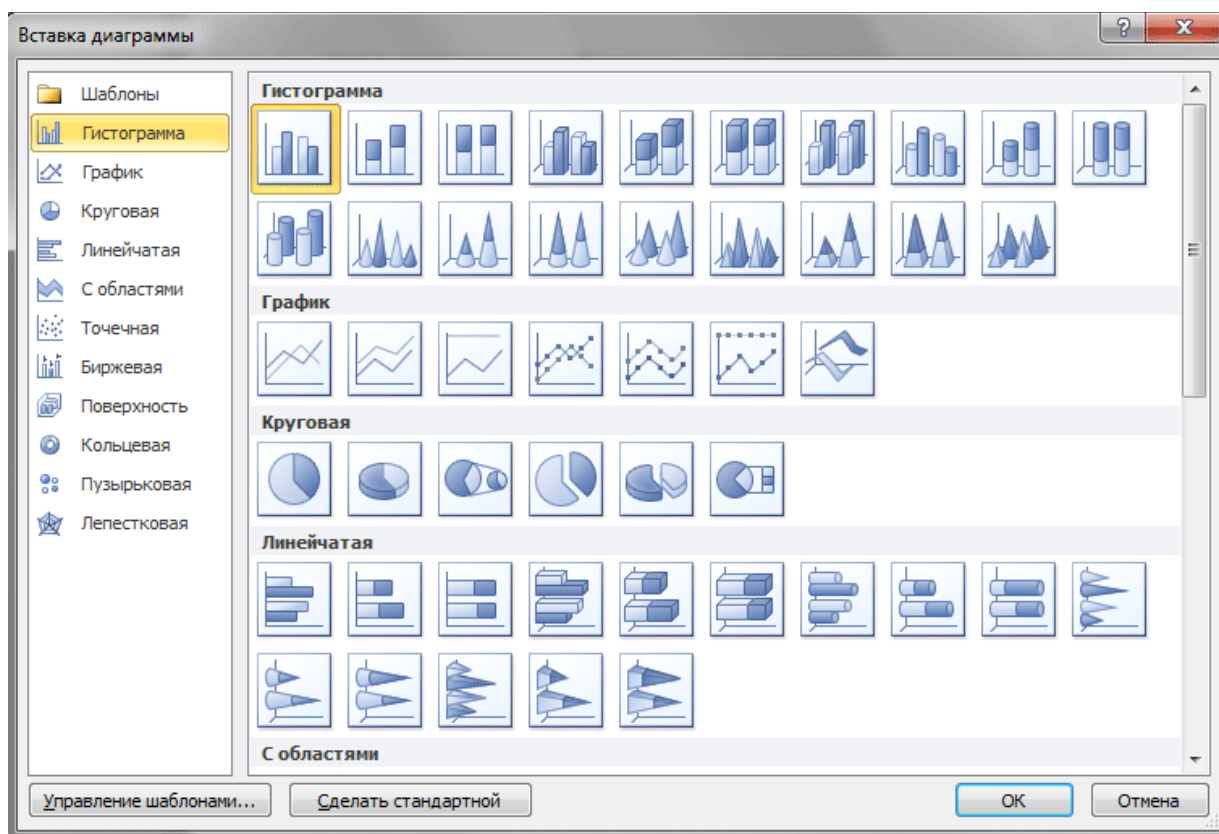 Вставка диаграммы
Шаблоны
Гистограмма
График
Круговая
Линейчатая
С областями
Точечная
Биржевая
Поверхность
Кольцевая
Пузырьковая
Лепестковая
Гистограмма
График
Круговая
Линейчатая
С областями
Управление шаблонами...
Сделать стандартной
ОК
Отмена